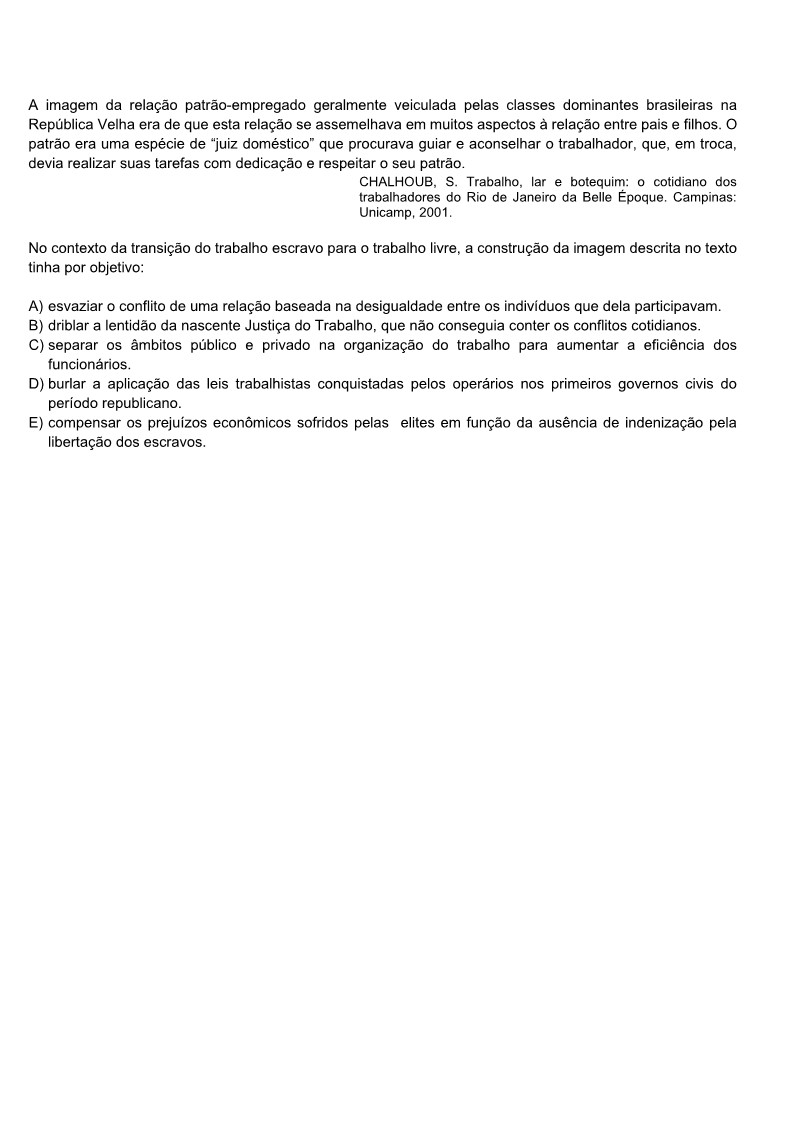 A imagem da relação patrão-empregado geralmente veiculada pelas classes dominantes brasileiras na
República Velha era de que esta relação se assemelhava em muitos aspectos à relação entre pais e filhos. O
patrão era uma espécie de “juiz doméstico” que procurava guiar e aconselhar o trabalhador, que, em troca,
devia realizar suas tarefas com dedicação e respeitar o seu patrão.
CHALHOUB, S. Trabalho, lar e botequim: o cotidiano dos
trabalhadores do Rio de Janeiro da Belle Époque. Campinas:
Unicamp, 2001.
No contexto da transição do trabalho escravo para o trabalho livre, a construção da imagem descrita no texto
tinha por objetivo:
A) esvaziar o conflito de uma relação baseada na desigualdade entre os indivíduos que dela participavam.
B) driblar a lentidão da nascente Justiça do Trabalho, que não conseguia conter os conflitos cotidianos.
C) separar os âmbitos público e privado na organização do trabalho para aumentar a eficiência dos
funcionários.
D) burlar a aplicação das leis trabalhistas conquistadas pelos operários nos primeiros governos civis do
período republicano.
E) compensar os prejuízos econômicos sofridos pelas elites em função da ausência de indenização pela
libertação dos escravos.